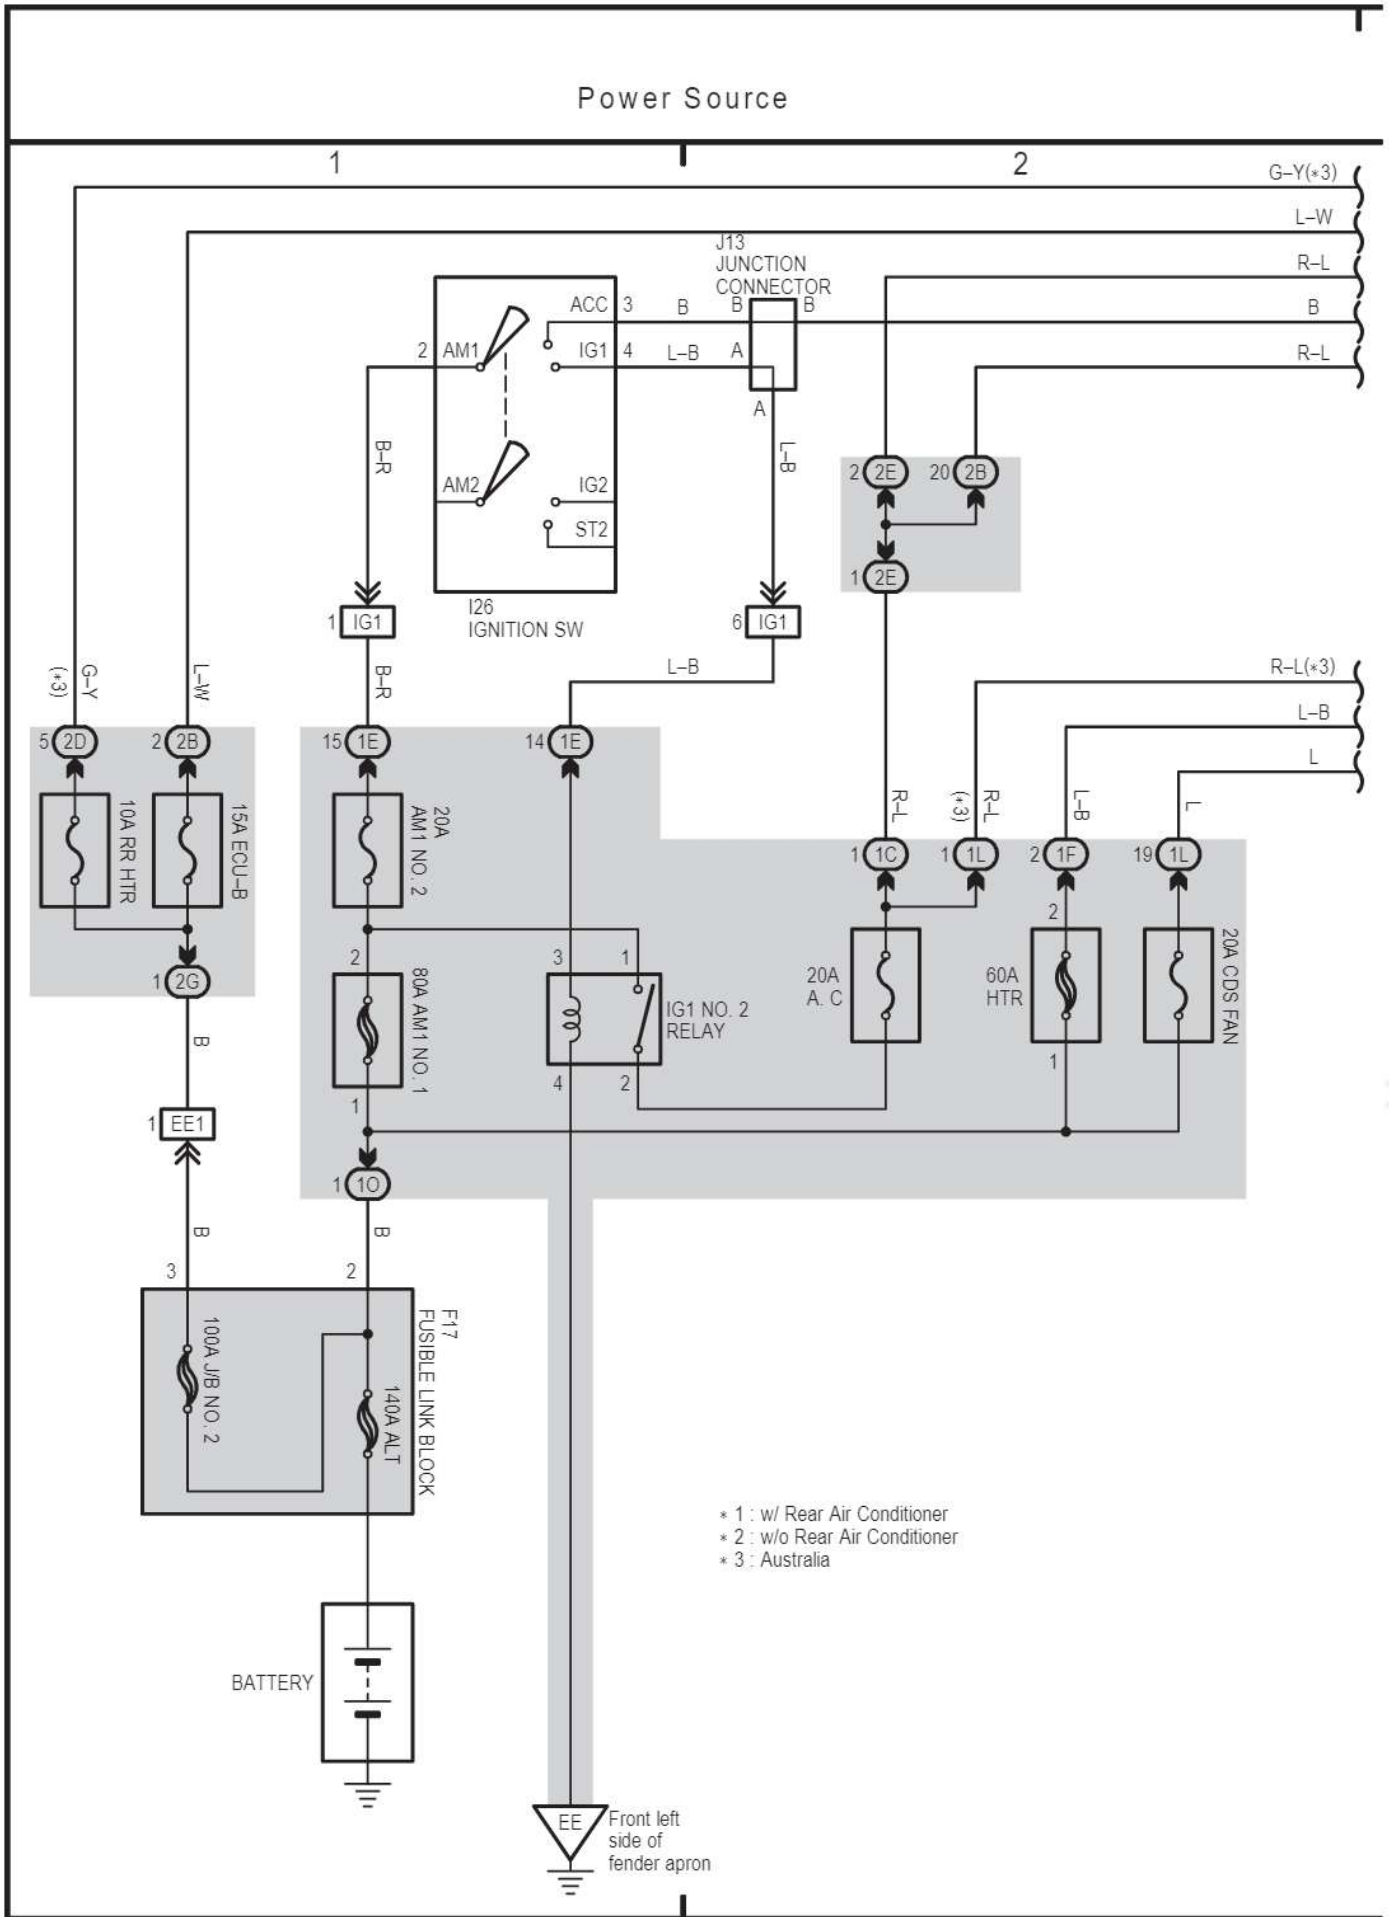 Power Source
1
2
G–Y(*3)
L–W
R–L
B
R–L
J13
JUNCTION
CONNECTOR
ACC
3
B
B
B
2
AM1
IG1
4
L–B
A
A
B–R
L–B
AM2
IG2
ST2
2
2E
20
2B
1
2E
I26
IGNITION SW
1
IG1
6
IG1
G–Y
(*3)
L–W
B–R
L–B
R–L(*3)
L–B
L
5
2D
2
2B
15
1E
14
1E
R–L
R–L
(*3)
L–B
L
10A RR HTR
15A ECU–B
20A
AM1 NO. 2
1
1C
1
1L
2
1F
19
1L
2
2
3
1
80A AM1 NO. 1
IG1 NO. 2
RELAY
20A
A. C
60A
HTR
20A CDS FAN
1
2G
B
1
4
2
1
1
EE1
1
1O
B
B
3
2
F17
FUSIBLE LINK BLOCK
100A J/B NO. 2
140A ALT
* 1 : w/ Rear Air Conditioner
* 2 : w/o Rear Air Conditioner
* 3 : Australia
BATTERY
EE
Front left
side of
fender apron